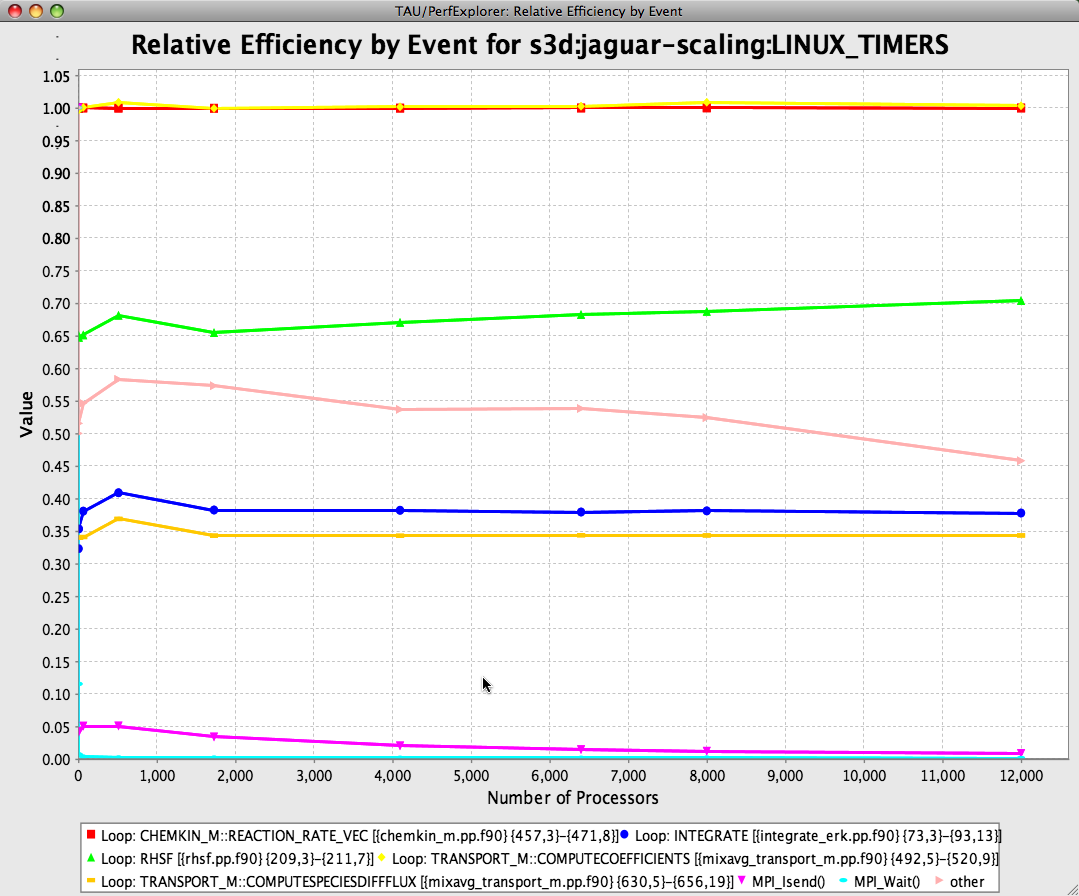 TAU/PerfExplorer: Relative Efficiency by Event
Relative Efficiency by Event for s3d:jaguar-scaling:LINUX_TIMERS
1.05
1.00
0.95
0.90
0.85
0.80
0.75
0.70
0.65
0.60
0.55
0.50
0.45
0.40
0.35
0.30
0.25
0.20
0.15
0.10
0.05
0.00
Value
0 1,000 2,000 3,000 4,000 5,000 6,000 7,000 8,000 9,000 10,000 11,000 12,000
Number of Processors
Loop: CHEMKIN_M::REACTION_RATE_VEC [{chemkin_m.pp.f90} {457,3}-{471,8}] Loop: INTEGRATE [{integrate_erk.pp.f90} {73,3}-{93,13}]
Loop: RHSF [{rhsf.pp.f90} {209,3}-{211,7}] Loop: TRANSPORT_M::COMPUTECOEFFICIENTS [{mixavg_transport_m.pp.f90} {492,5}-{520,9}]
Loop: TRANSPORT_M::COMPUTESPECIESDIFFFLUX [{mixavg_transport_m.pp.f90} {630,5}-{656,19}] MPI_Isend() MPI_Wait() other